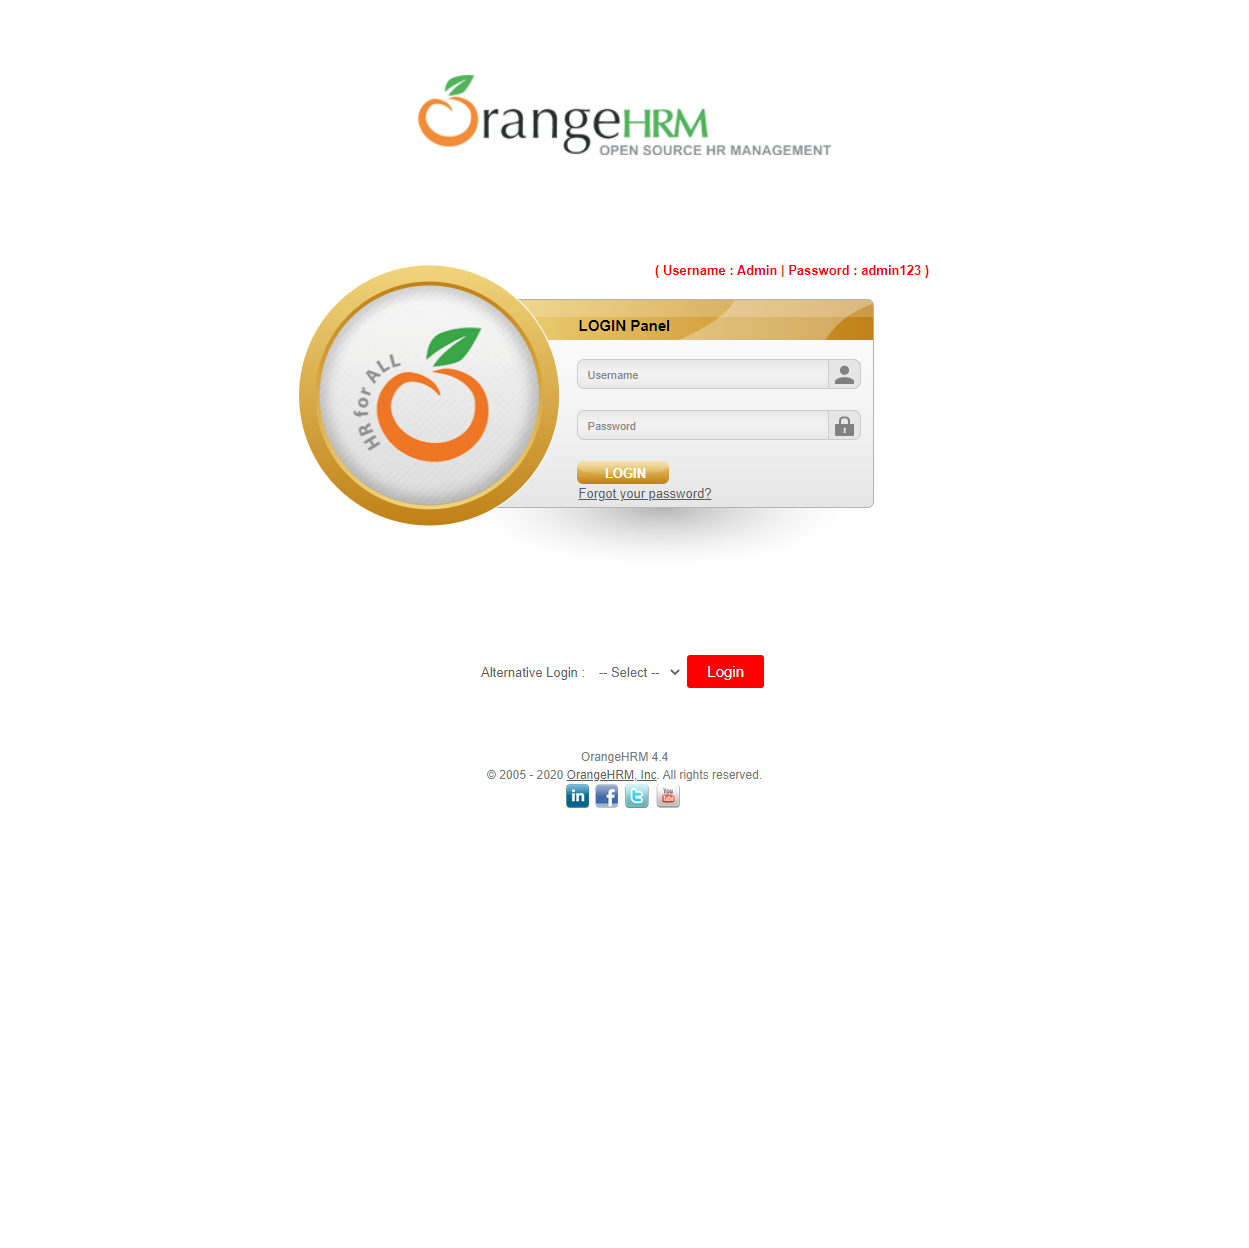 OrangeHRM
OPEN SOURCE HR MANAGEMENT
( Username : Admin | Password : admin123 )
LOGIN Panel
HR for ALL
Username
Password
LOGIN
Forgot your password?
Alternative Login : -- Select -- Login
OrangeHRM 4.4
© 2005 - 2020 OrangeHRM, Inc. All rights reserved.
in f t You Tube